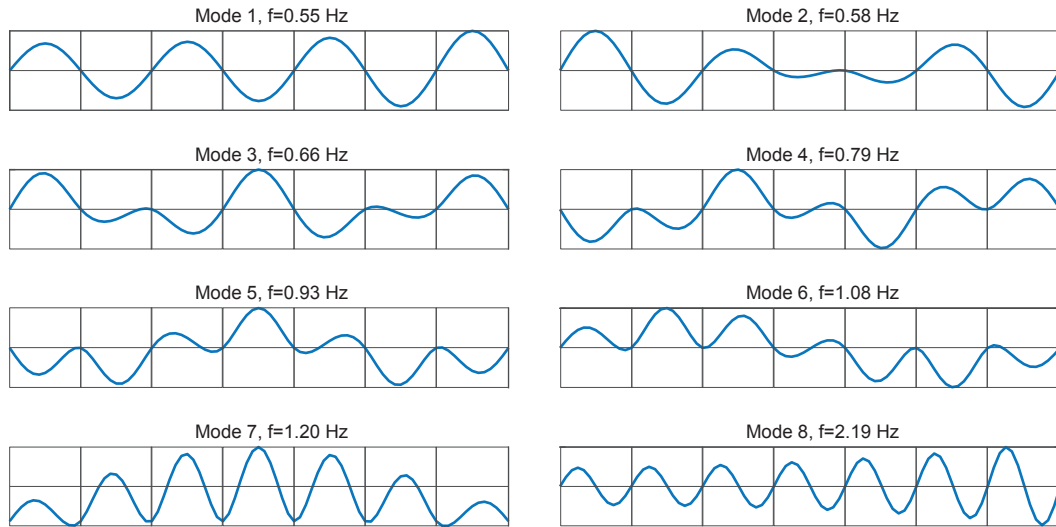 Mode 1, f=0.55 Hz
Mode 2, f=0.58 Hz
Mode 3, f=0.66 Hz
Mode 4, f=0.79 Hz
Mode 5, f=0.93 Hz
Mode 6, f=1.08 Hz
Mode 7, f=1.20 Hz
Mode 8, f=2.19 Hz